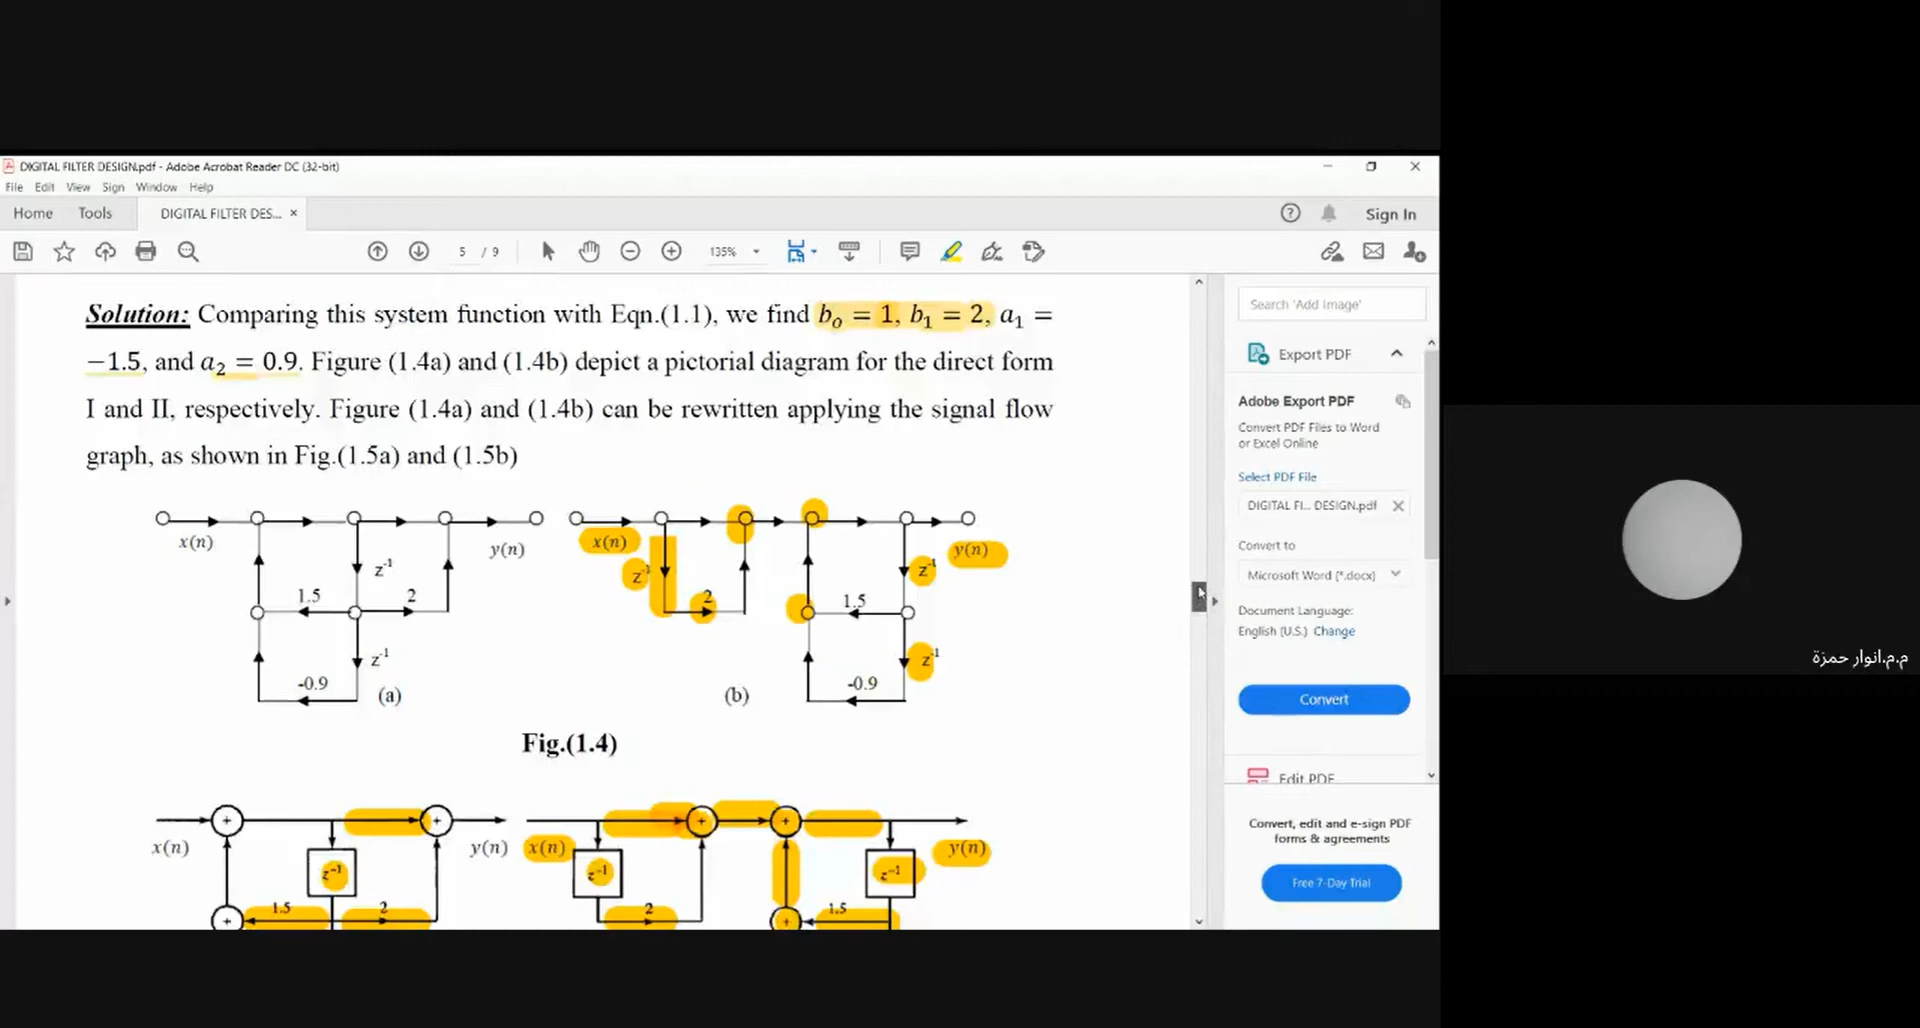 DIGITAL FILTER DESIGN.pdf - Adobe Acrobat Reader DC (32-bit)
File Edit View Sign Window Help
Home Tools DIGITAL FILTER DES... × Sign In
5 / 9 135%
Solution: Comparing this system function with Eqn.(1.1), we find b₀ = 1, b₁ = 2, a₁ =
−1.5, and a₂ = 0.9. Figure (1.4a) and (1.4b) depict a pictorial diagram for the direct form
I and II, respectively. Figure (1.4a) and (1.4b) can be rewritten applying the signal flow
graph, as shown in Fig.(1.5a) and (1.5b)
x(n) y(n)
z⁻¹
1.5 2
z⁻¹
-0.9
(a)
x(n) y(n)
z⁻¹ z⁻¹
2 1.5
z⁻¹
-0.9
(b)
Fig.(1.4)
+ +
x(n) y(n)
z⁻¹
1.5 2
+
+ +
x(n) y(n)
z⁻¹ z⁻¹
2 1.5
+
Search 'Add Image'
Export PDF
Adobe Export PDF
Convert PDF Files to Word
or Excel Online
Select PDF File
DIGITAL FI... DESIGN.pdf ×
Convert to
Microsoft Word (*.docx)
Document Language:
English (U.S.) Change
Convert
Edit PDF
Convert, edit and e-sign PDF
forms & agreements
Free 7-Day Trial
م.م.انوار حمزة